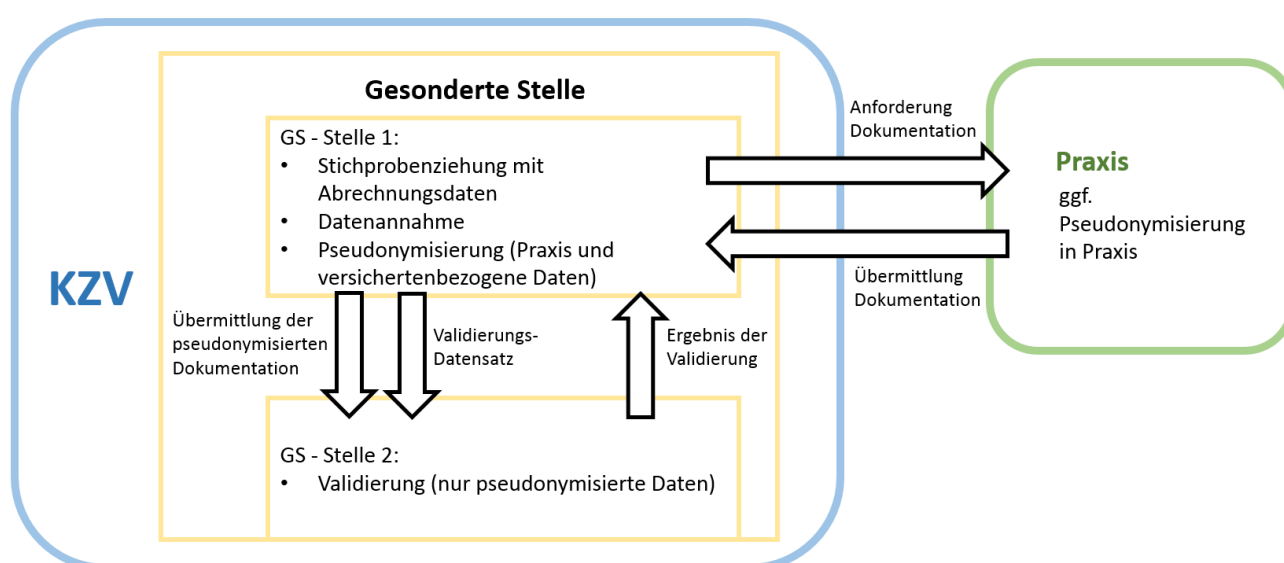 Gesonderte Stelle
GS - Stelle 1:
• Stichprobenziehung mit
Abrechnungsdaten
• Datenannahme
• Pseudonymisierung (Praxis und
versichertenbezogene Daten)
Anforderung
Dokumentation
Praxis
ggf.
Pseudonymisierung
in Praxis
Übermittlung
Dokumentation
KZV
Übermittlung der
pseudonymisierten
Dokumentation
Validierungs-
Datensatz
Ergebnis der
Validierung
GS - Stelle 2:
• Validierung (nur pseudonymisierte Daten)